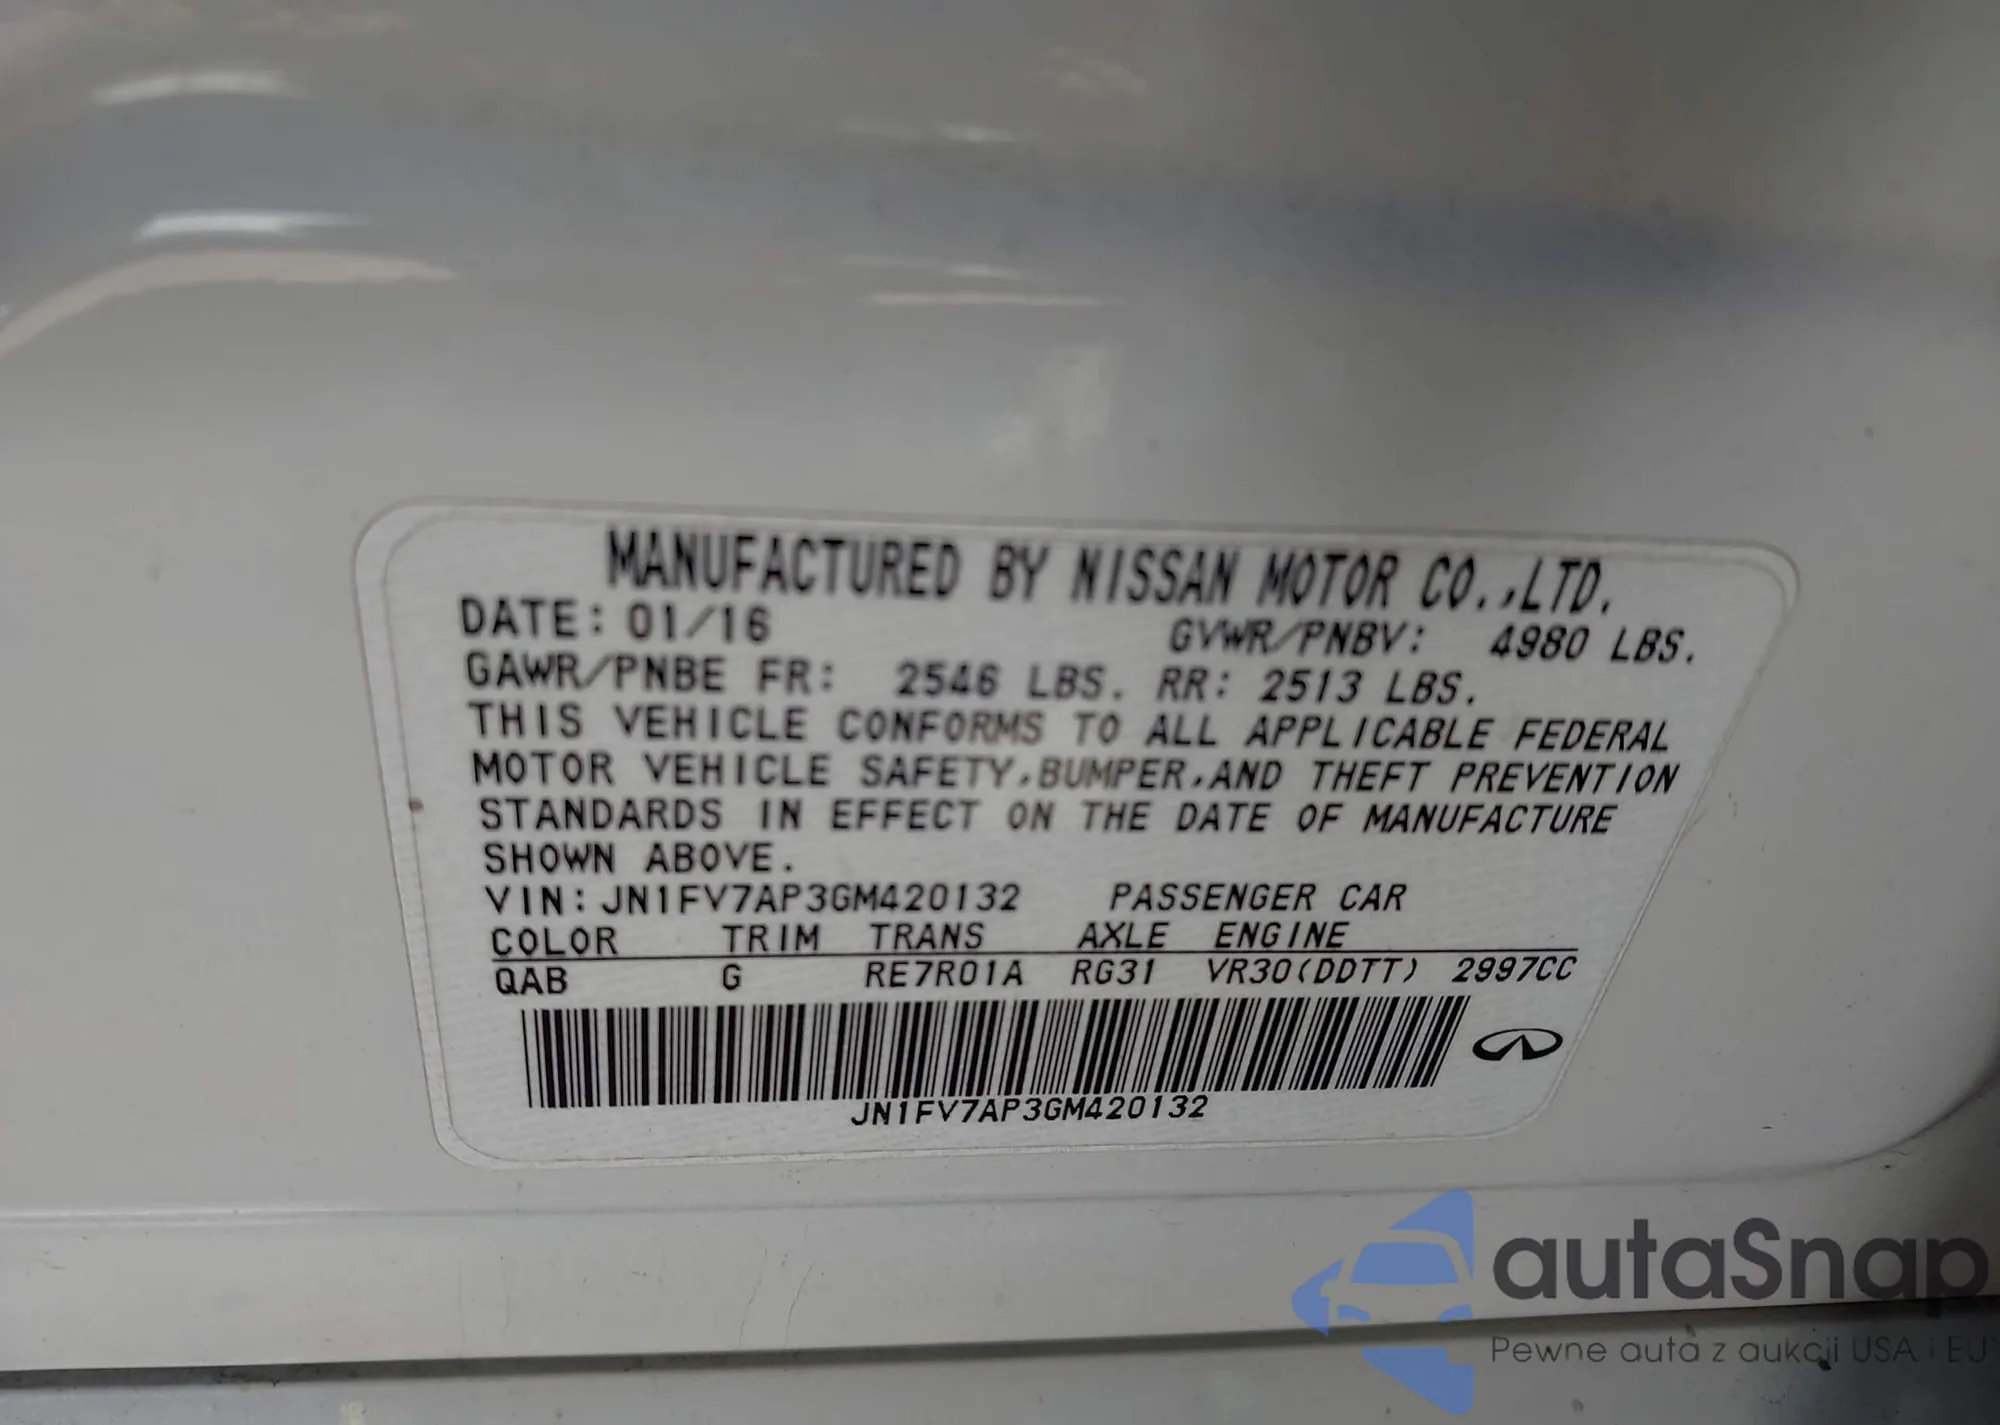 MANUFACTURED BY NISSAN MOTOR CO.,LTD.
DATE: 01/16 GVWR/PNBV: 4980 LBS.
GAWR/PNBE FR: 2546 LBS. RR: 2513 LBS.
THIS VEHICLE CONFORMS TO ALL APPLICABLE FEDERAL
MOTOR VEHICLE SAFETY,BUMPER,AND THEFT PREVENTION
STANDARDS IN EFFECT ON THE DATE OF MANUFACTURE
SHOWN ABOVE.
VIN:JN1FV7AP3GM420132 PASSENGER CAR
COLOR TRIM TRANS AXLE ENGINE
QAB G RE7R01A RG31 VR30(DDTT) 2997CC
JN1FV7AP3GM420132
autaSnap
Pewne auta z aukcji USA i EU